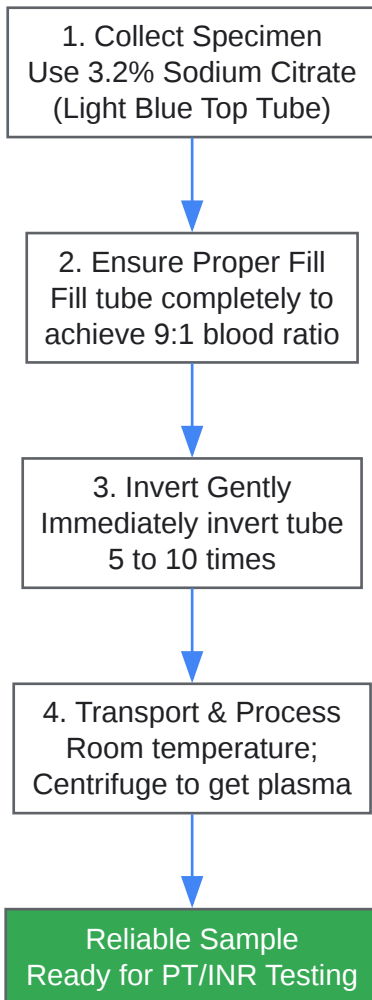 1. Collect Specimen
Use 3.2% Sodium Citrate
(Light Blue Top Tube)
2. Ensure Proper Fill
Fill tube completely to
achieve 9:1 blood ratio
3. Invert Gently
Immediately invert tube
5 to 10 times
4. Transport & Process
Room temperature;
Centrifuge to get plasma
Reliable Sample
Ready for PT/INR Testing